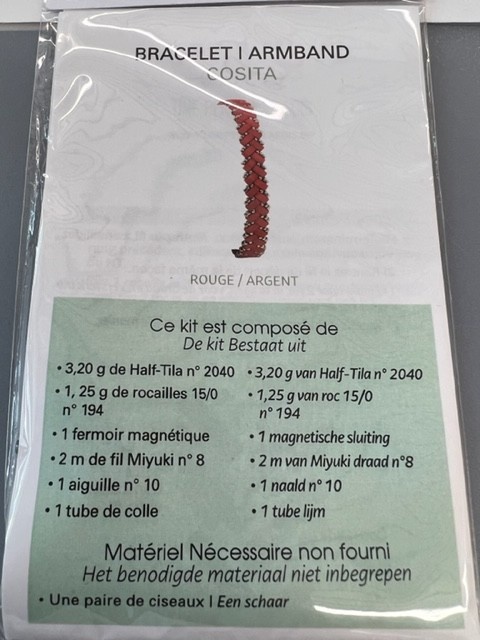 BRACELET | ARMBAND
COSITA
ROUGE / ARGENT
Ce kit est composé de
De kit Bestaat uit
• 3,20 g de Half-Tila n° 2040
• 1, 25 g de rocailles 15/0
n° 194
• 1 fermoir magnétique
• 2 m de fil Miyuki n° 8
• 1 aiguille n° 10
• 1 tube de colle
• 3,20 g van Half-Tila n° 2040
• 1,25 g van roc 15/0
n° 194
• 1 magnetische sluiting
• 2 m van Miyuki draad n°8
• 1 naald n° 10
• 1 tube lijm
Matériel Nécessaire non fourni
Het benodigde materiaal niet inbegrepen
• Une paire de ciseaux | Een schaar